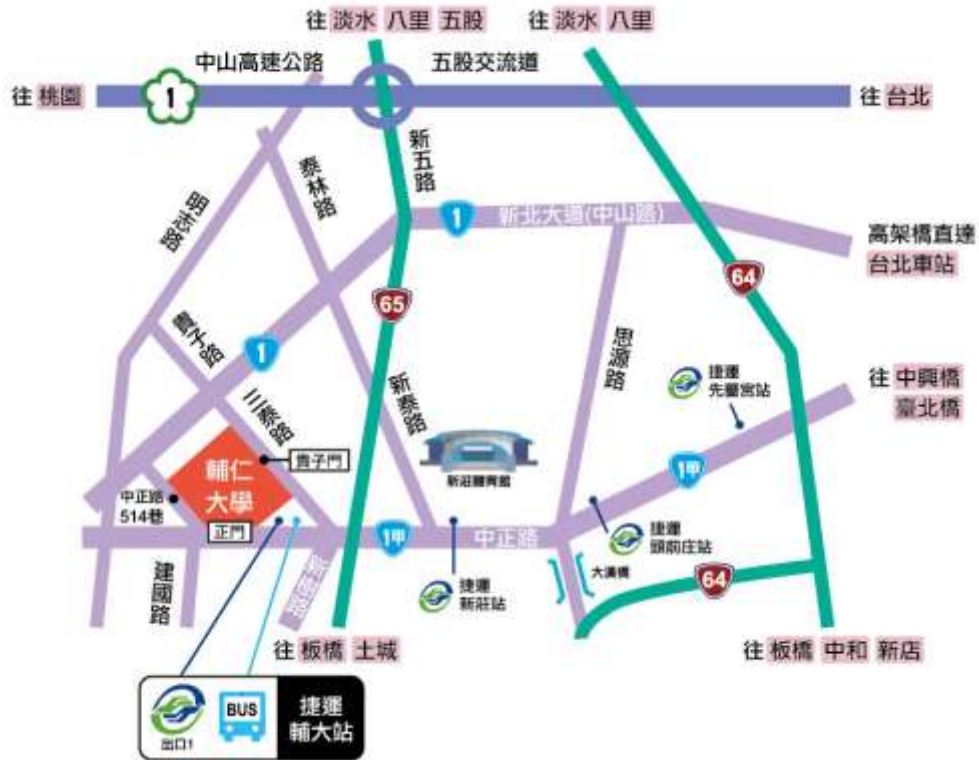 往 淡水 八里 五股
往 淡水 八里
中山高速公路
五股交流道
往 桃園
1
往 台北
新五路
泰林路
明志路
1
新北大道(中山路)
高架橋直達
台北車站
64
65
貴子路
1
思源路
捷運
先嗇宮站
往 中興橋
臺北橋
三泰路
新泰路
輔仁
大學
貴子門
新莊體育館
1甲
中正路
514巷
正門
1甲
中正路
捷運
頭前庄站
建國路
捷運
新莊站
大漢橋
64
往 板橋 土城
往 板橋 中和 新店
BUS
出口1
捷運
輔大站